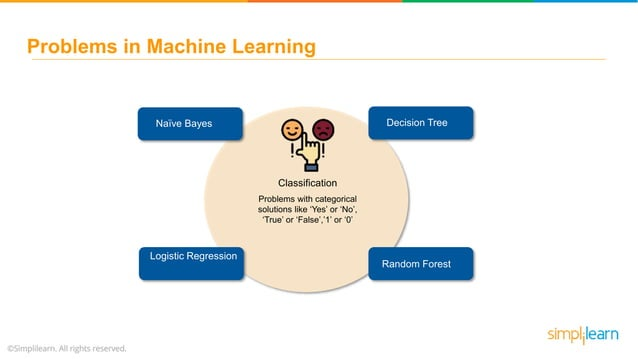 Problems in Machine Learning
Naïve Bayes
Decision Tree
Classification
Problems with categorical
solutions like ‘Yes’ or ‘No’,
‘True’ or ‘False’,’1’ or ‘0’
Logistic Regression
Random Forest
©Simplilearn. All rights reserved.
simplilearn